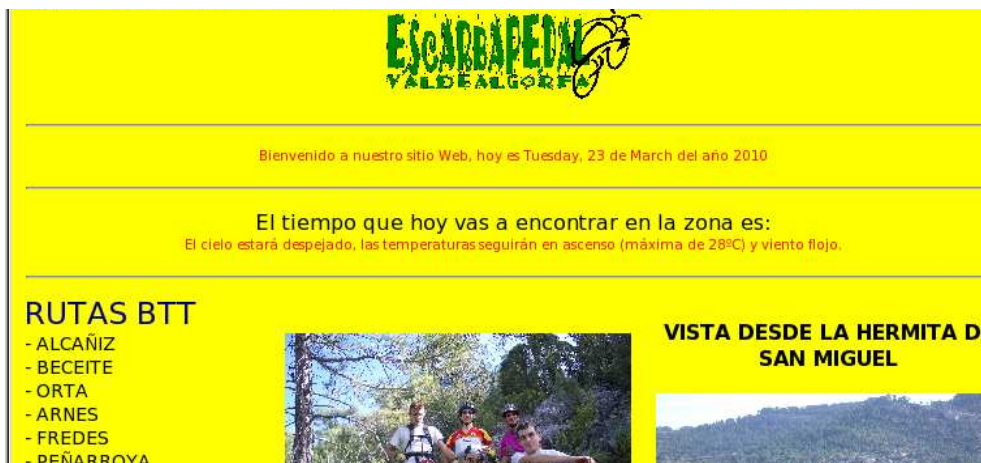 ESCARBAPEDAL
VALDEALGORFA
Bienvenido a nuestro sitio Web, hoy es Tuesday, 23 de March del año 2010
El tiempo que hoy vas a encontrar en la zona es:
El cielo estará despejado, las temperaturas seguirán en ascenso (máxima de 28ºC) y viento flojo.
RUTAS BTT
- ALCAÑIZ
- BECEITE
- ORTA
- ARNES
- FREDES
- PEÑARROYA
VISTA DESDE LA HERMITA D
SAN MIGUEL